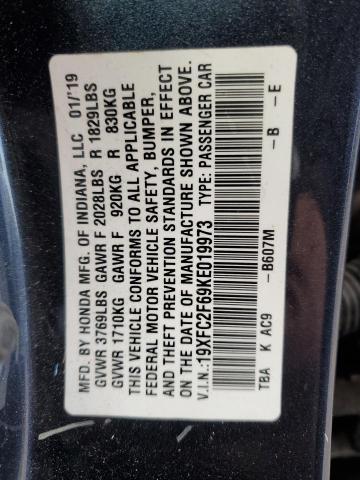 MFD. BY HONDA MFG. OF INDIANA, LLC 01/'19
GVWR 3769LBS GAWR F 2028LBS R 1829LBS
GVWR 1710KG GAWR F 920KG R 830KG
THIS VEHICLE CONFORMS TO ALL APPLICABLE
FEDERAL MOTOR VEHICLE SAFETY, BUMPER,
AND THEFT PREVENTION STANDARDS IN EFFECT
ON THE DATE OF MANUFACTURE SHOWN ABOVE.
V.I.N.:19XFC2F69KE019973 TYPE: PASSENGER CAR
TBA K AC9 -B607M -B -E